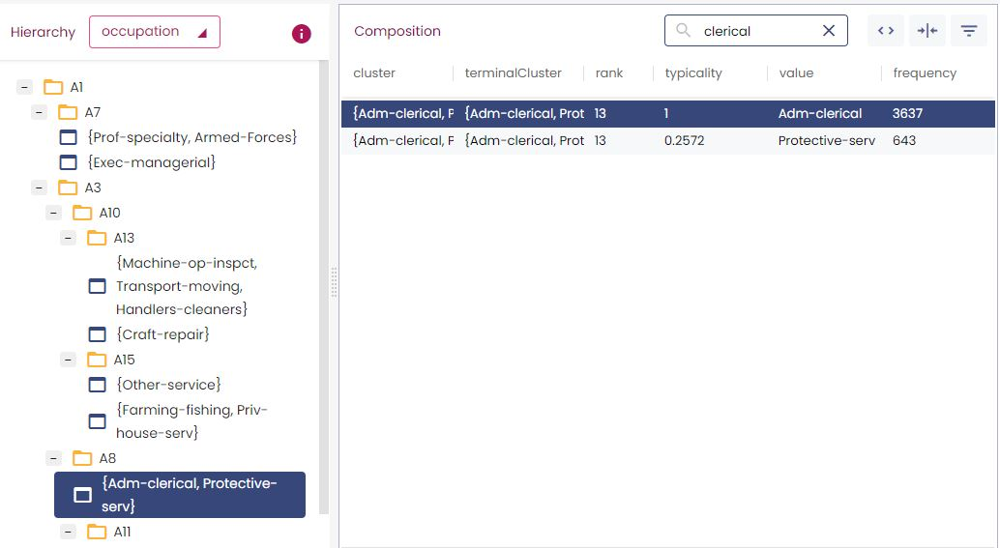 Hierarchy
occupation
A1
A7
{Prof-specialty, Armed-Forces}
{Exec-managerial}
A3
A10
A13
{Machine-op-inspct,
Transport-moving,
Handlers-cleaners}
{Craft-repair}
A15
{Other-service}
{Farming-fishing, Priv-
house-serv}
A8
{Adm-clerical, Protective-
serv}
A11
Composition
clerical
cluster terminalCluster rank typicality value frequency
{Adm-clerical, P {Adm-clerical, Prot 13 1 Adm-clerical 3637
{Adm-clerical, P {Adm-clerical, Prot 13 0.2572 Protective-serv 643